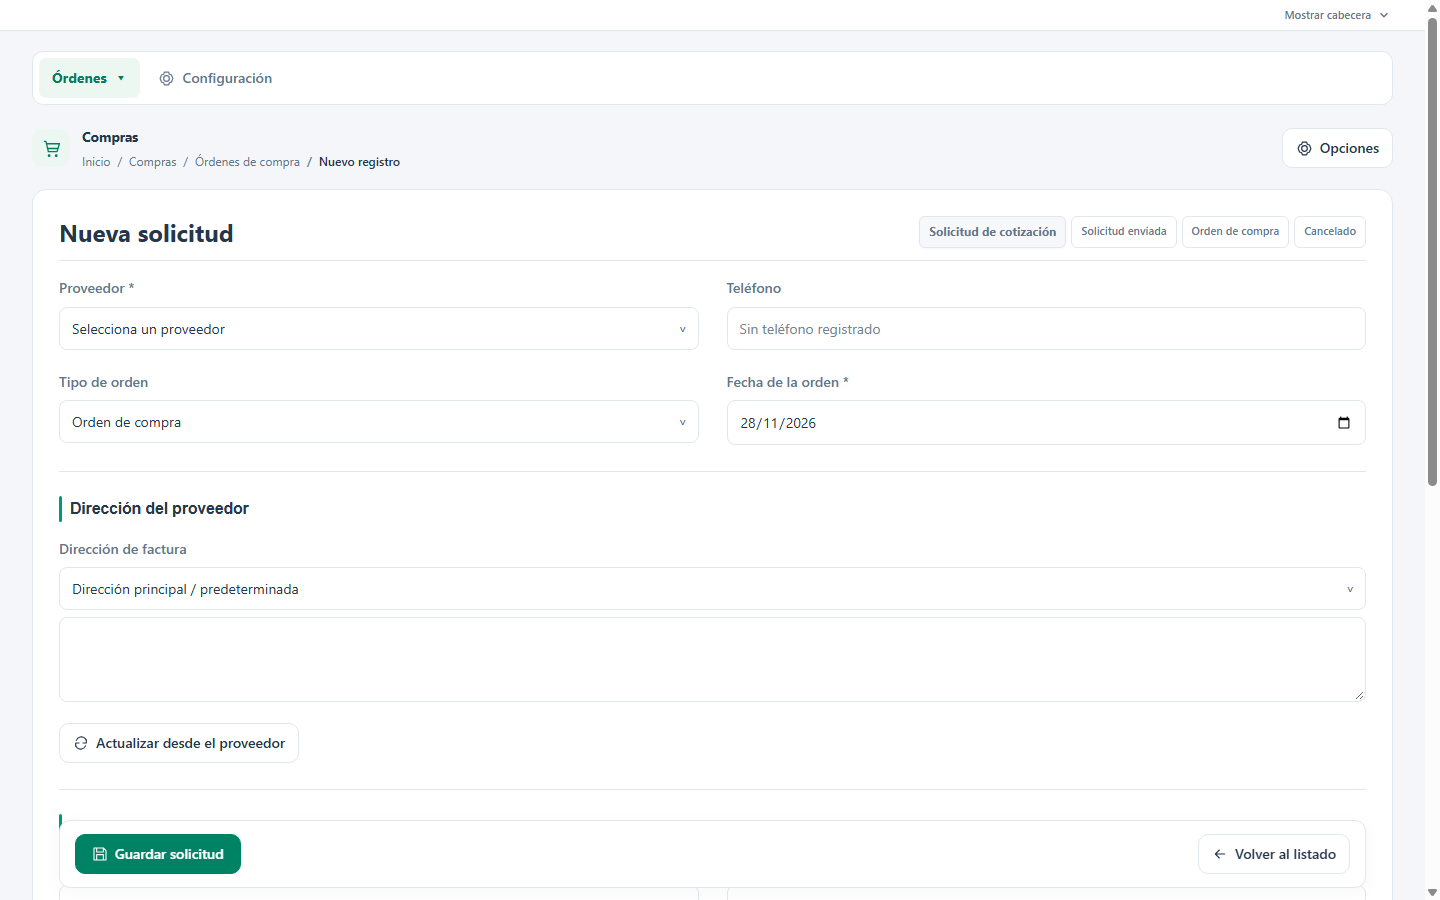 Mostrar cabecera
Órdenes
Configuración
Compras
Inicio / Compras / Órdenes de compra / Nuevo registro
Opciones
Nueva solicitud
Solicitud de cotización
Solicitud enviada
Orden de compra
Cancelado
Proveedor *
Teléfono
Selecciona un proveedor
Sin teléfono registrado
Tipo de orden
Fecha de la orden *
Orden de compra
28/11/2026
Dirección del proveedor
Dirección de factura
Dirección principal / predeterminada
Actualizar desde el proveedor
Guardar solicitud
Volver al listado